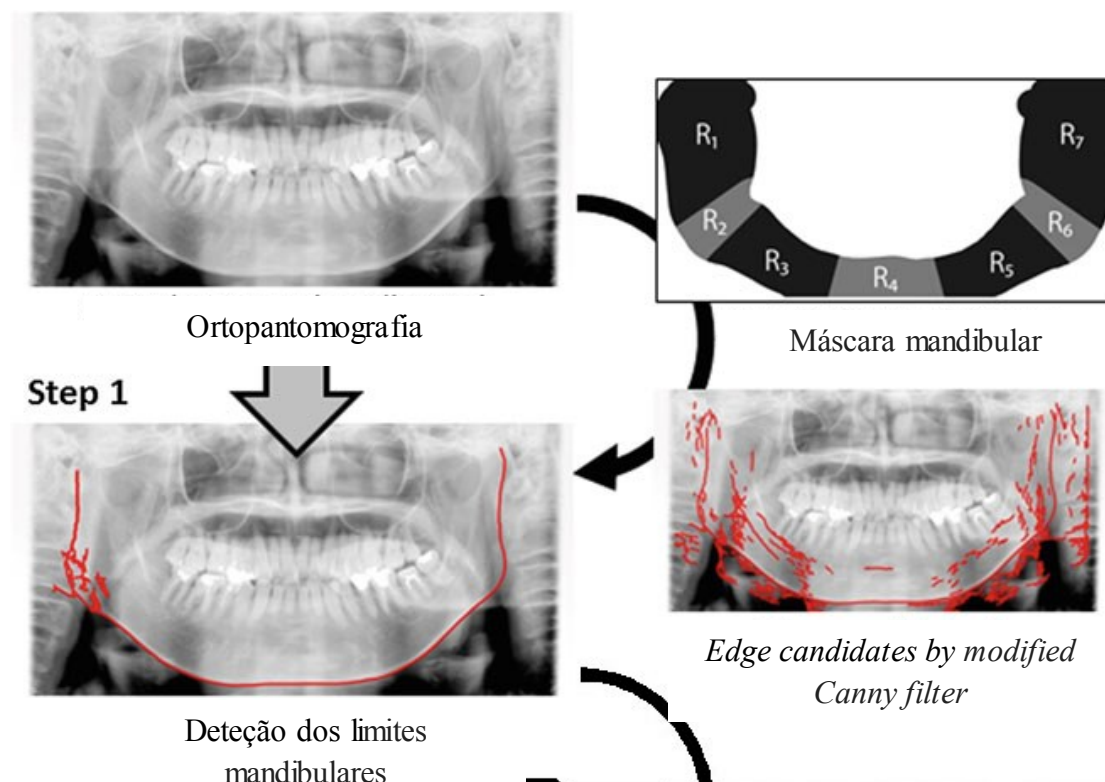 R1
R7
R2
R6
R3
R5
R4
Ortopantomografia
Máscara mandibular
Step 1
Edge candidates by modified
Canny filter
Deteção dos limites
mandibulares